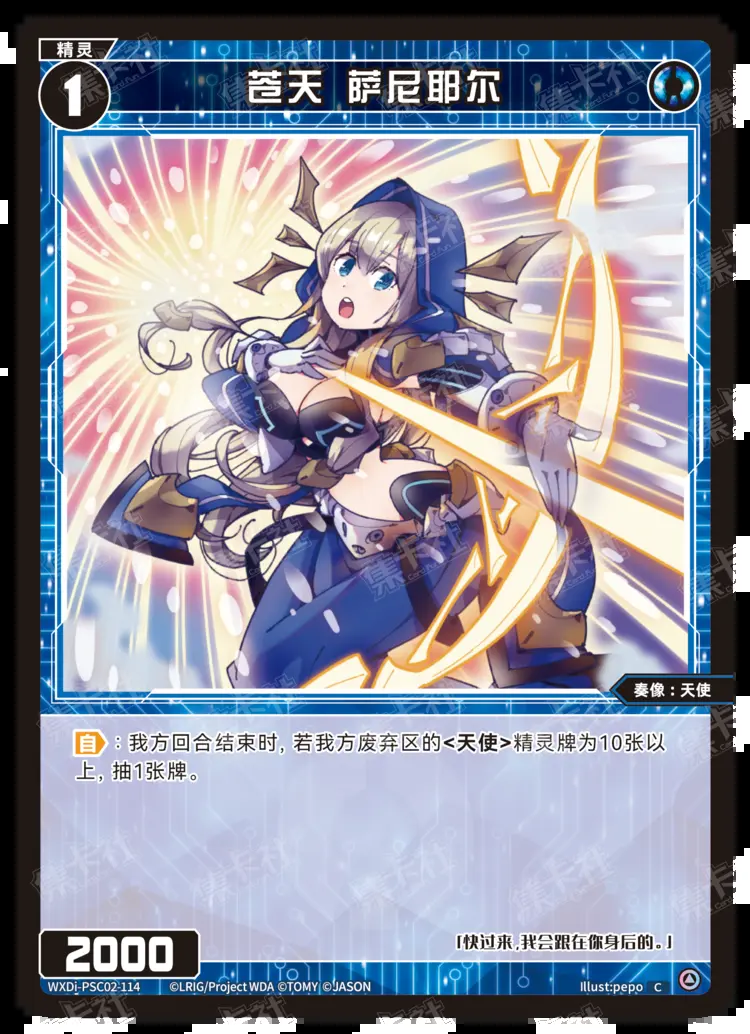 精灵
1
苍天 萨尼耶尔
奏像：天使
自：我方回合结束时, 若我方废弃区的<天使>精灵牌为10张以
上, 抽1张牌。
2000
「快过来,我会跟在你身后的。」
WXDi-PSC02-114 ©LRIG/Project WDA ©TOMY ©JASON Illust:pepo C
集卡社